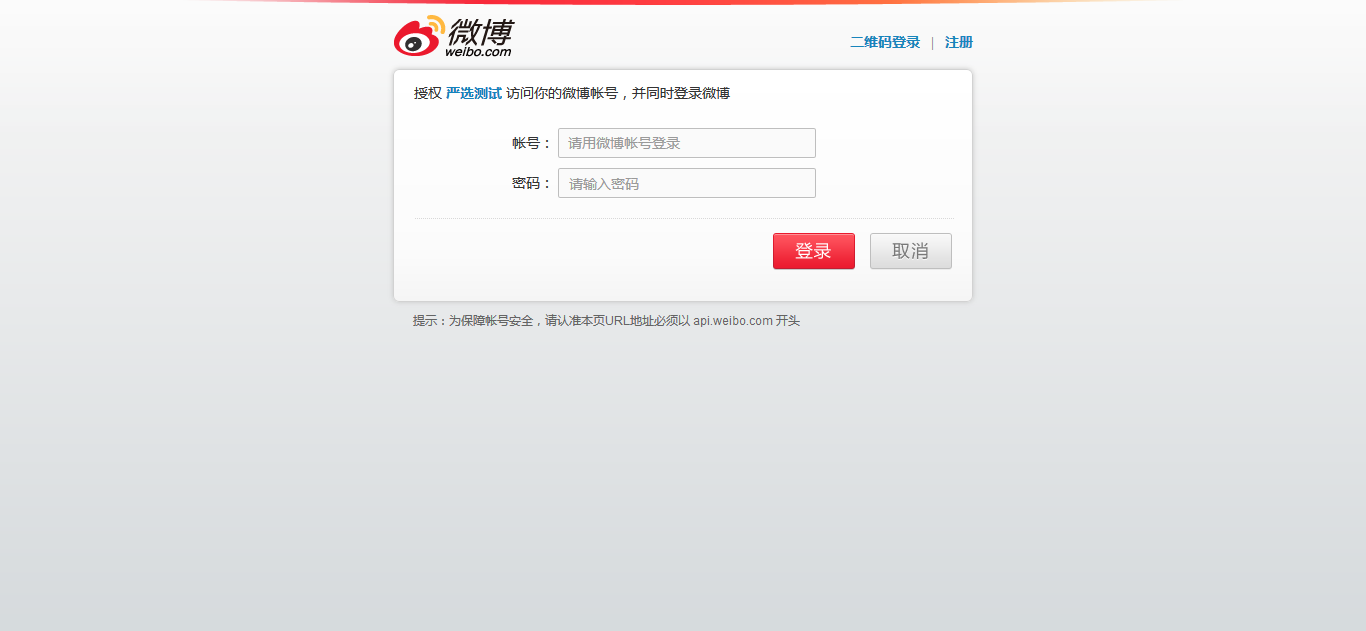 微博
weibo.com
二维码登录 | 注册
授权 严选测试 访问你的微博帐号，并同时登录微博
帐号： 请用微博帐号登录
密码： 请输入密码
登录 取消
提示：为保障帐号安全，请认准本页URL地址必须以 api.weibo.com 开头